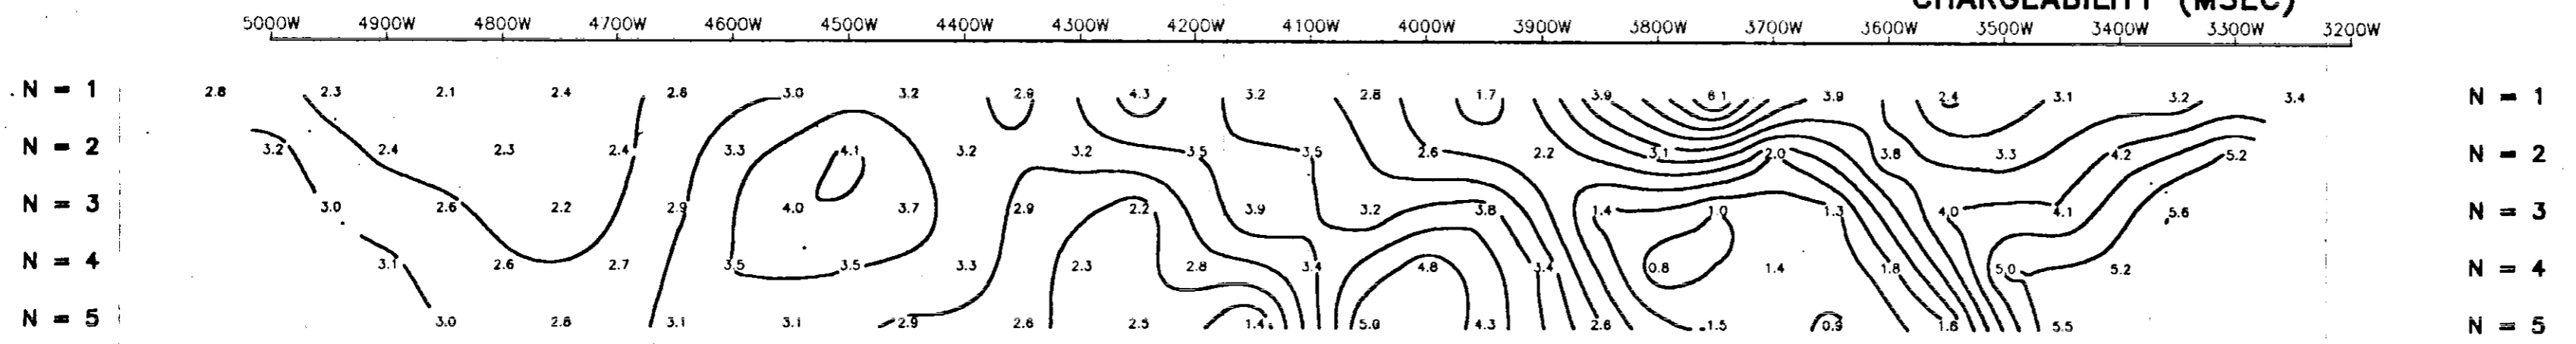 CHARGEABILITY (MSEC)
5000W 4900W 4800W 4700W 4600W 4500W 4400W 4300W 4200W 4100W 4000W 3900W 3800W 3700W 3600W 3500W 3400W 3300W 3200W
N = 1 2.8 2.3 2.1 2.4 2.6 3.0 3.2 2.9 4.3 3.2 2.8 1.7 3.9 6.1 3.9 2.4 3.1 3.2 3.4 N = 1
N = 2 3.2 2.4 2.3 2.4 3.3 4.1 3.2 3.2 3.5 3.5 2.6 2.2 3.1 2.0 3.8 3.3 4.2 5.2 N = 2
N = 3 3.0 2.6 2.2 2.9 4.0 3.7 2.9 2.2 3.9 3.2 3.8 1.4 1.0 1.3 4.0 4.1 5.6 N = 3
N = 4 3.1 2.6 2.7 3.5 3.5 3.3 2.3 2.8 3.4 4.8 3.4 0.8 1.4 1.8 5.0 5.2 N = 4
N = 5 3.0 2.8 3.1 3.1 2.9 2.6 2.5 1.4 5.0 4.3 2.6 1.5 0.9 1.6 5.5 N = 5